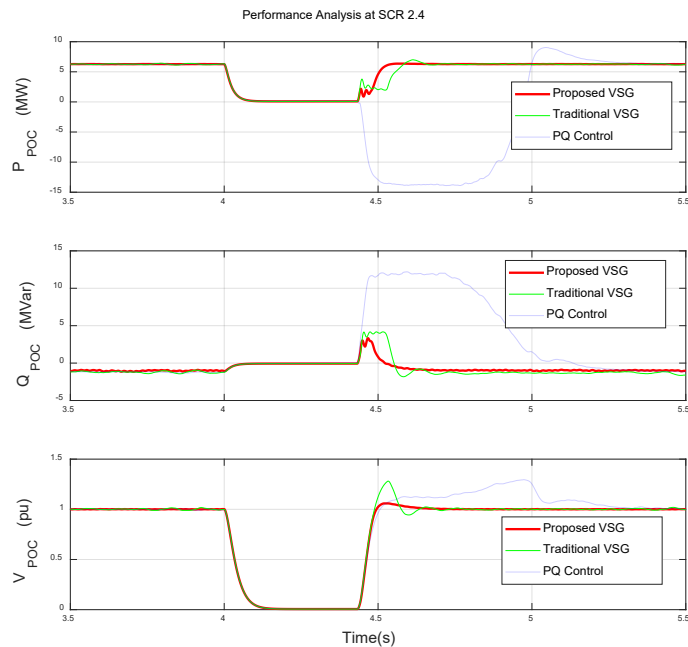 Performance Analysis at SCR 2.4
P_POC (MW)
10
5
0
-5
-10
-15
3.5 4 4.5 5 5.5
Proposed VSG
Traditional VSG
PQ Control
Q_POC (MVar)
15
10
5
0
-5
3.5 4 4.5 5 5.5
Proposed VSG
Traditional VSG
PQ Control
V_POC (pu)
1.5
1
0.5
0
3.5 4 4.5 5 5.5
Proposed VSG
Traditional VSG
PQ Control
Time(s)